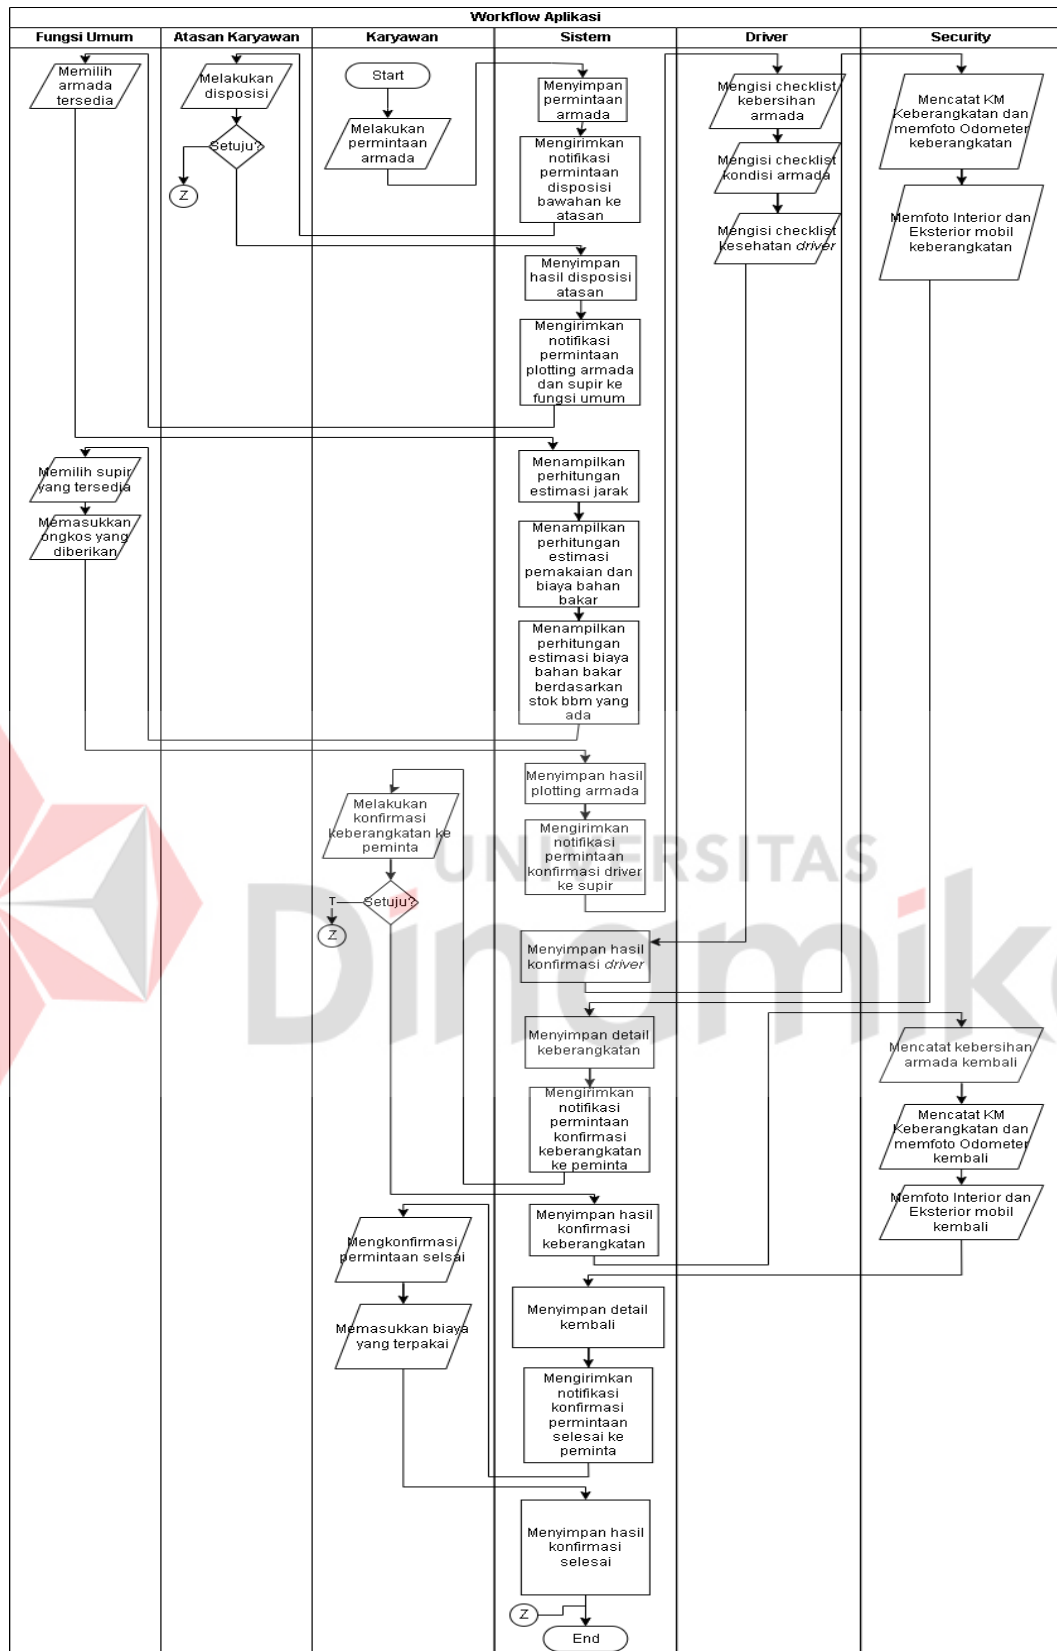 Workflow Aplikasi
Fungsi Umum
Atasan Karyawan
Karyawan
Sistem
Driver
Security
Memilih
armada
tersedia
Melakukan
disposisi
Setuju?
Z
Start
Melakukan
permintaan
armada
Menyimpan
permintaan
armada
Mengirimkan
notifikasi
permintaan
disposisi
bawahan ke
atasan
Mengisi checklist
kebersihan
armada
Mengisi checklist
kondisi armada
Mengisi checklist
kesehatan driver
Mencatat KM
Keberangkatan dan
memfoto Odometer
keberangkatan
Memfoto Interior dan
Eksterior mobil
keberangkatan
Menyimpan
hasil disposisi
atasan
Mengirimkan
notifikasi
permintaan
plotting armada
dan supir ke
fungsi umum
Memilih supir
yang tersedia
Memasukkan
ongkos yang
diberikan
Menampilkan
perhitungan
estimasi jarak
Menampilkan
perhitungan
estimasi
pemakaian dan
biaya bahan
bakar
Menampilkan
perhitungan
estimasi biaya
bahan bakar
berdasarkan
stok bbm yang
ada
Menyimpan hasil
plotting armada
Mengirimkan
notifikasi
permintaan
konfirmasi driver
ke supir
Melakukan
konfirmasi
keberangkatan ke
peminta
Setuju?
T
Z
UNIVERSITAS
Dinamika
Menyimpan hasil
konfirmasi driver
Menyimpan detail
keberangkatan
Mengirimkan
notifikasi
permintaan
konfirmasi
keberangkatan
ke peminta
Mencatat kebersihan
armada kembali
Mencatat KM
Keberangkatan dan
memfoto Odometer
kembali
Memfoto Interior dan
Eksterior mobil
kembali
Menyimpan hasil
konfirmasi
keberangkatan
Mengkonfirmasi
permintaan selsai
Memasukkan biaya
yang terpakai
Menyimpan detail
kembali
Mengirimkan
notifikasi
konfirmasi
permintaan
selesai ke
peminta
Menyimpan hasil
konfirmasi
selesai
Z
End